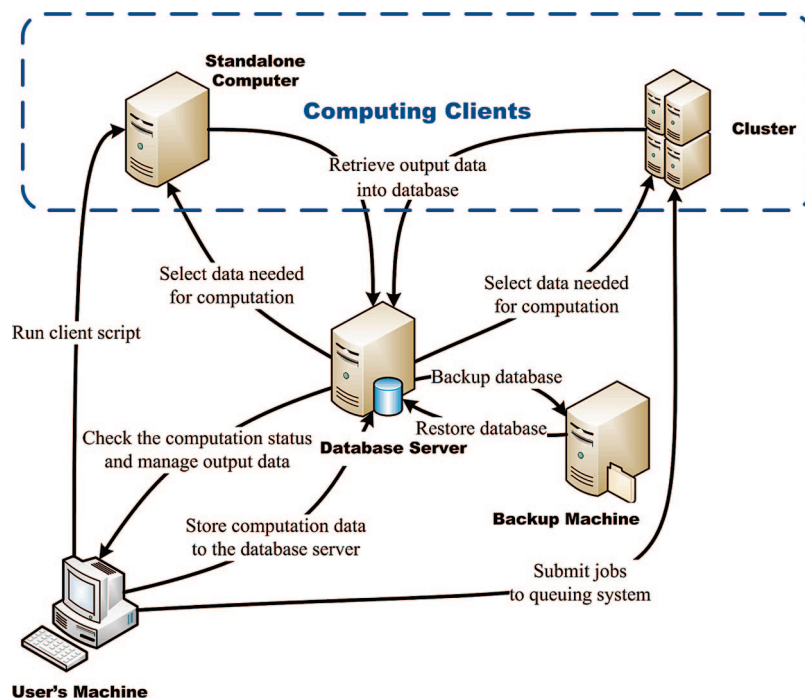 Standalone
Computer
Computing Clients
Cluster
Retrieve output data
into database
Select data needed
for computation
Select data needed
for computation
Run client script
Backup database
Restore database
Check the computation status
and manage output data
Database Server
Backup Machine
Store computation data
to the database server
Submit jobs
to queuing system
User's Machine